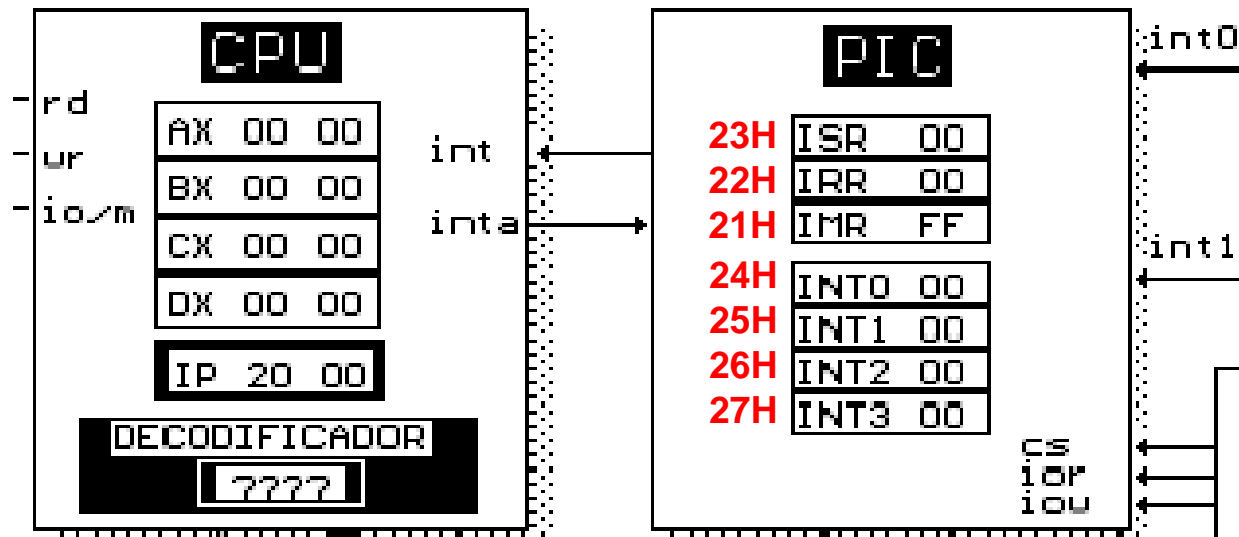 CPU
rd
wr
io/m
AX 00 00
BX 00 00
CX 00 00
DX 00 00
IP 20 00
int
inta
DECODIFICADOR
????
PIC
23H ISR 00
22H IRR 00
21H IMR FF
24H INT0 00
25H INT1 00
26H INT2 00
27H INT3 00
int0
int1
cs
ior
iow